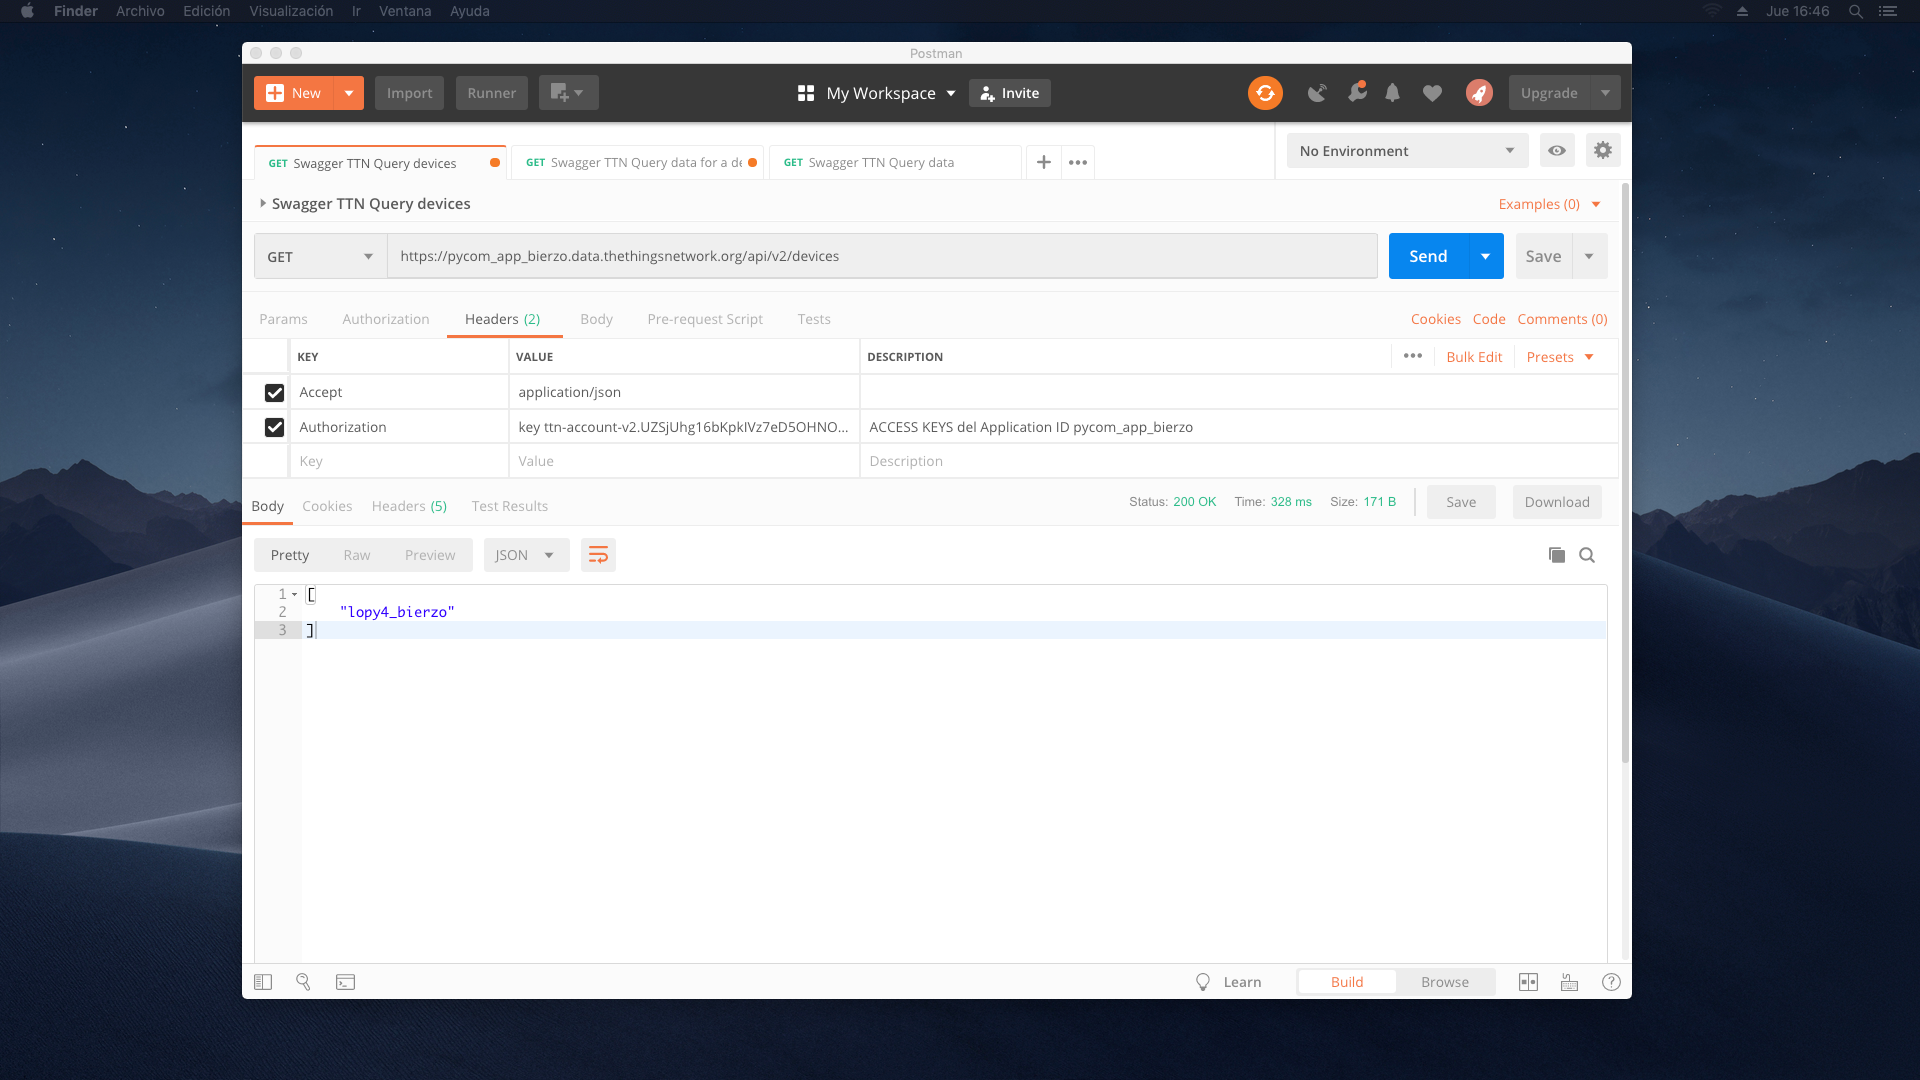 Finder Archivo Edición Visualización Ir Ventana Ayuda Jue 16:46
Postman
New Import Runner My Workspace Invite Upgrade
GET Swagger TTN Query devices GET Swagger TTN Query data for a de GET Swagger TTN Query data No Environment
Swagger TTN Query devices Examples (0)
GET https://pycom_app_bierzo.data.thethingsnetwork.org/api/v2/devices Send Save
Params Authorization Headers (2) Body Pre-request Script Tests Cookies Code Comments (0)
KEY VALUE DESCRIPTION Bulk Edit Presets
Accept application/json
Authorization key ttn-account-v2.UZSjUhg16bKpkIVz7eD5OHNO... ACCESS KEYS del Application ID pycom_app_bierzo
Key Value Description
Body Cookies Headers (5) Test Results Status: 200 OK Time: 328 ms Size: 171 B Save Download
Pretty Raw Preview JSON
1 [
2 "lopy4_bierzo"
3 ]
Learn Build Browse